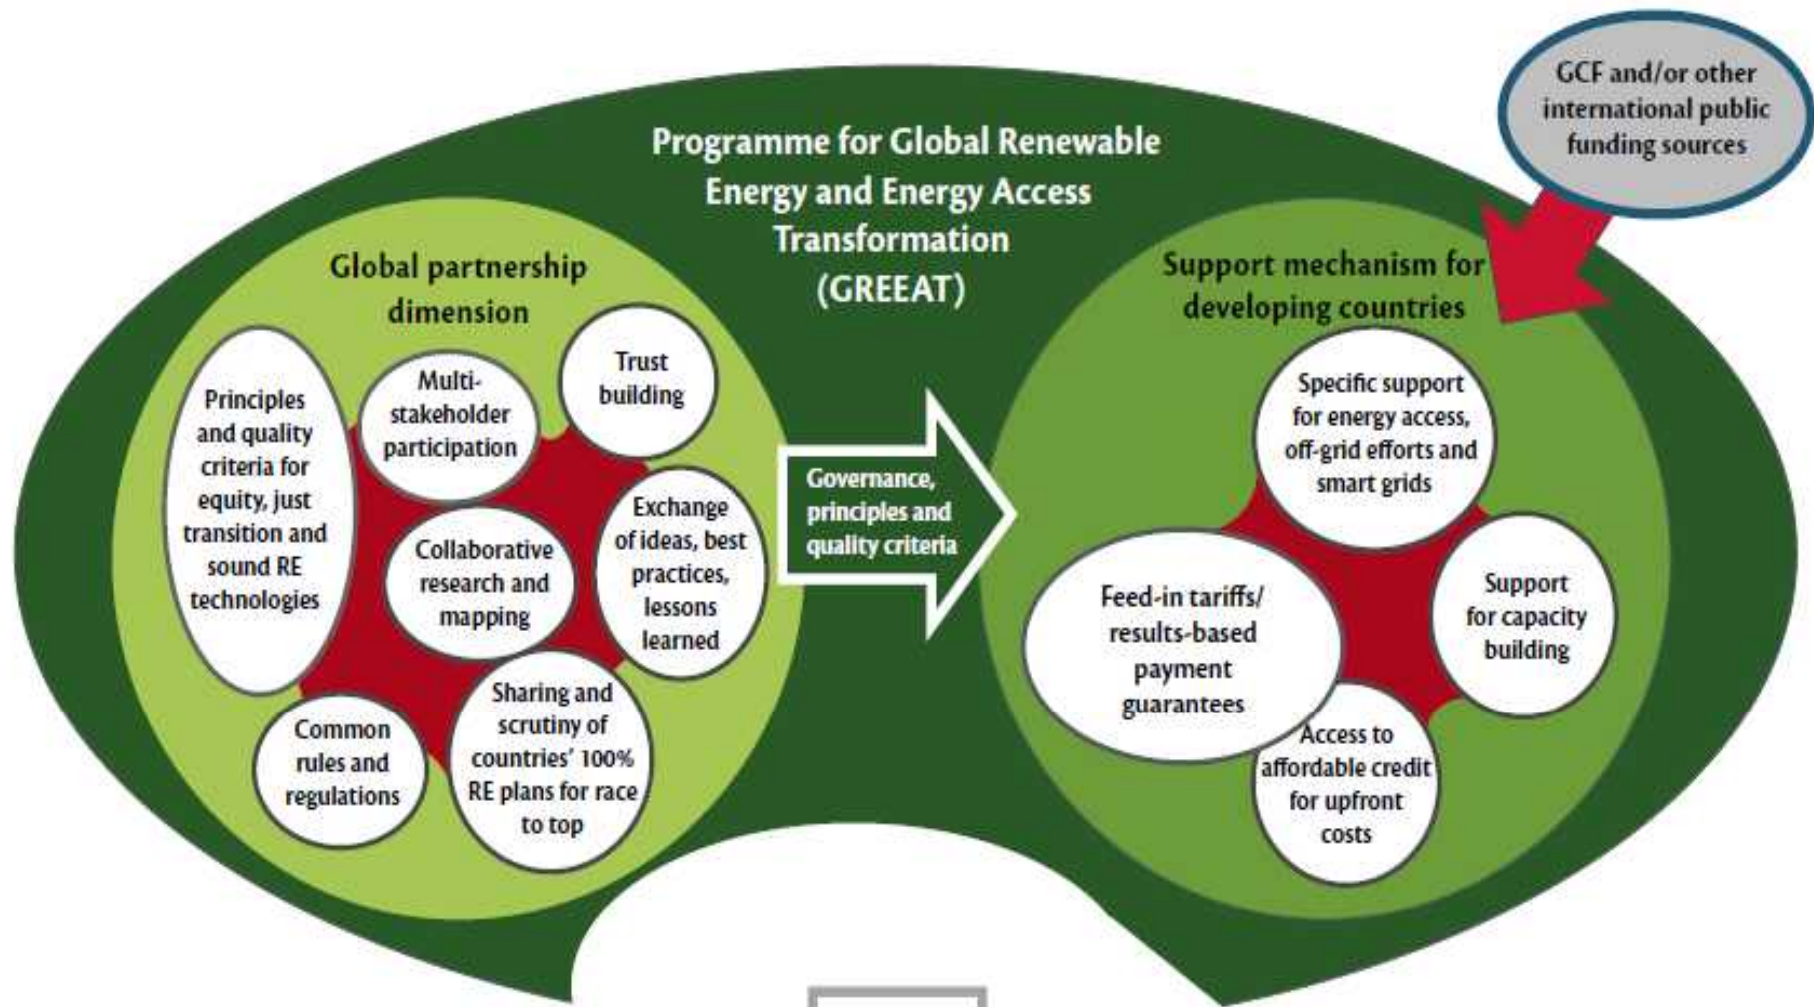 GCF and/or other
international public
funding sources
Programme for Global Renewable
Energy and Energy Access
Transformation
(GREEAT)
Global partnership
dimension
Principles
and quality
criteria for
equity, just
transition and
sound RE
technologies
Multi-
stakeholder
participation
Trust
building
Collaborative
research and
mapping
Exchange
of ideas, best
practices,
lessons
learned
Common
rules and
regulations
Sharing and
scrutiny of
countries' 100%
RE plans for race
to top
Governance,
principles and
quality criteria
Support mechanism for
developing countries
Specific support
for energy access,
off-grid efforts and
smart grids
Feed-in tariffs/
results-based
payment
guarantees
Support
for capacity
building
Access to
affordable credit
for upfront
costs